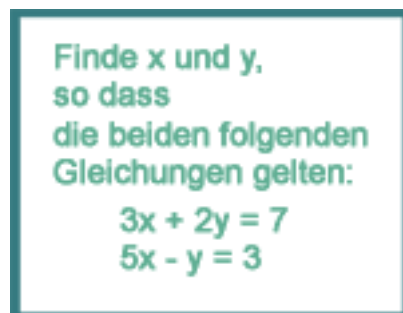 Finde x und y,
so dass
die beiden folgenden
Gleichungen gelten:
3x + 2y = 7
5x - y = 3